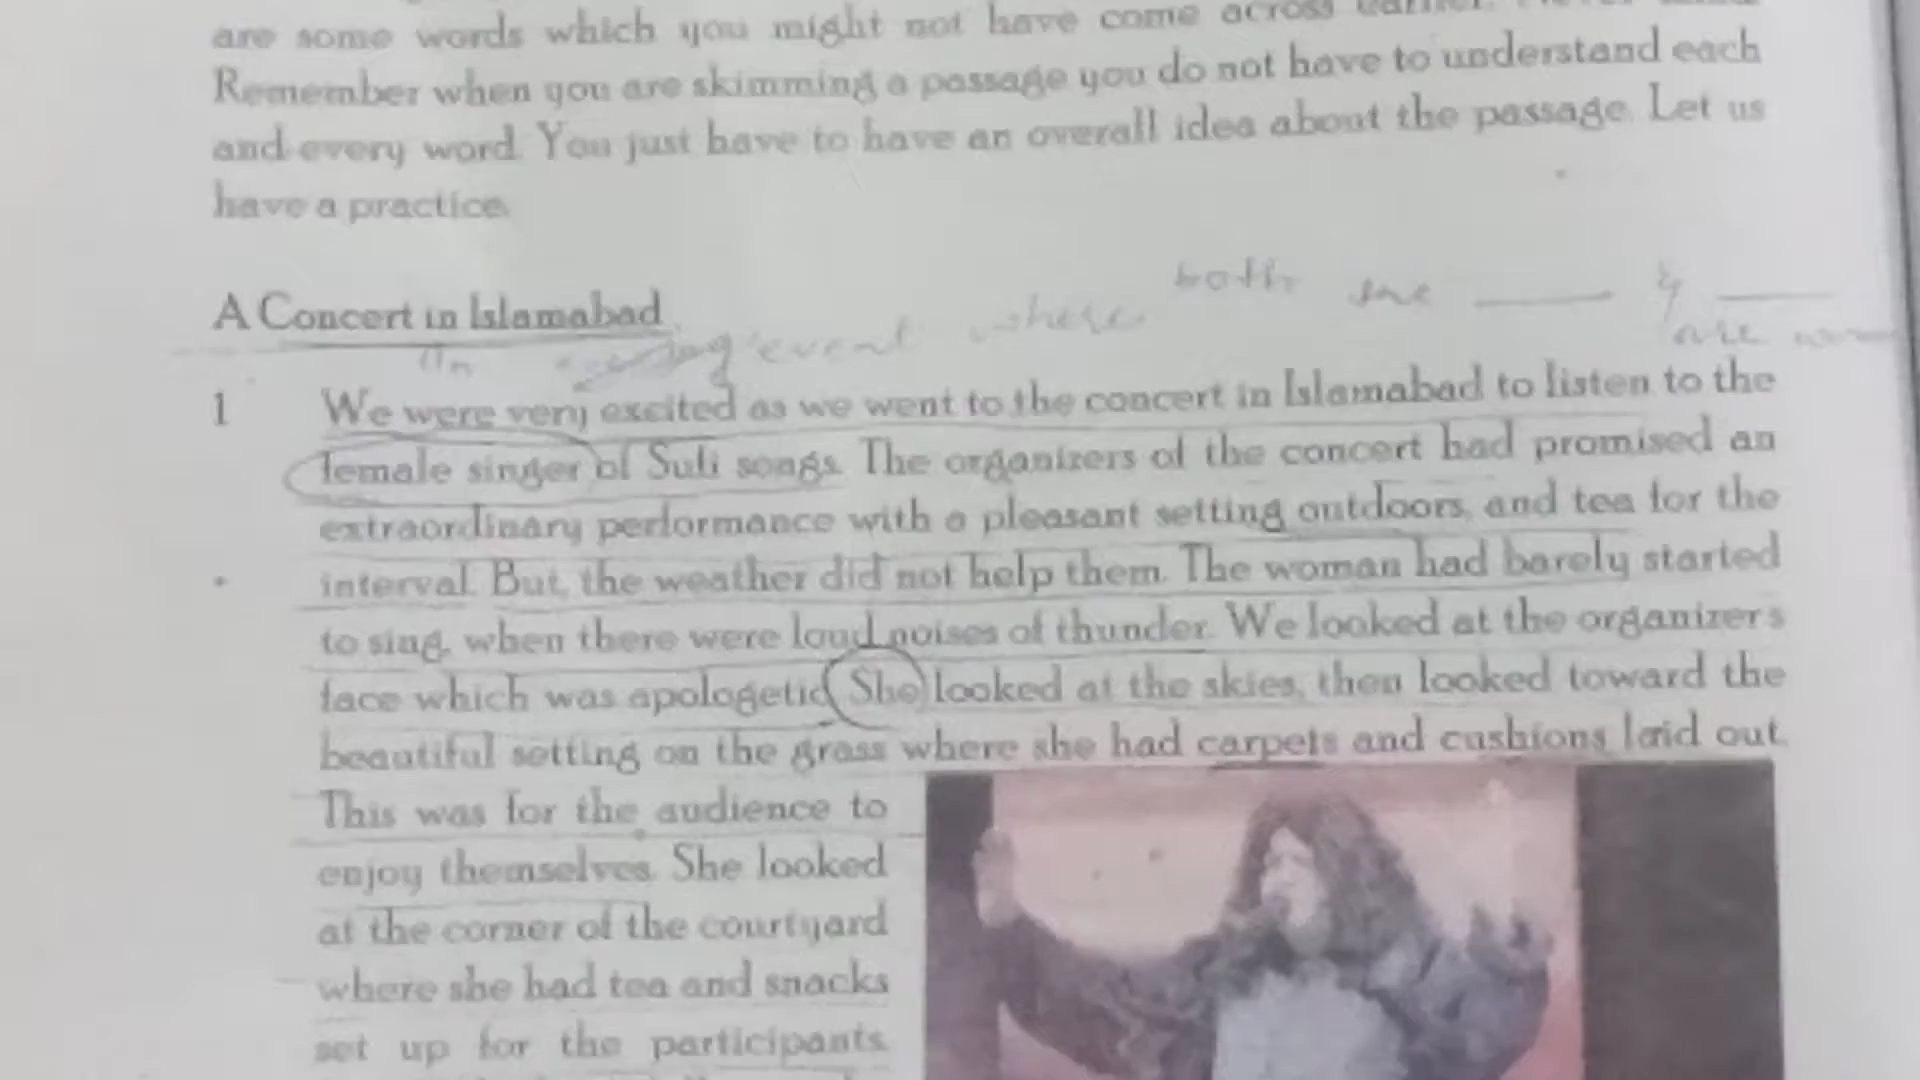 are some words which you might not have come across
Remember when you are skimming a passage you do not have to understand each
and every word. You just have to have an overall idea about the passage. Let us
have a practice.
both the
A Concert in Islamabad
An event where
are
1 We were very excited as we went to the concert in Islamabad to listen to the
female singer of Sufi songs. The organizers of the concert had promised an
extraordinary performance with a pleasant setting outdoors, and tea for the
interval. But, the weather did not help them. The woman had barely started
to sing, when there were loud noises of thunder. We looked at the organizers
face which was apologetic. She looked at the skies, then looked toward the
beautiful setting on the grass where she had carpets and cushions laid out.
This was for the audience to
enjoy themselves. She looked
at the corner of the courtyard
where she had tea and snacks
set up for the participants.